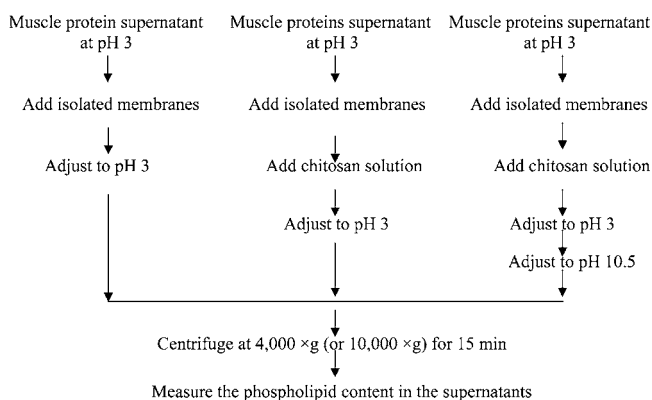 Muscle protein supernatant
at pH 3
Muscle proteins supernatant
at pH 3
Muscle proteins supernatant
at pH 3
Add isolated membranes
Add isolated membranes
Add isolated membranes
Adjust to pH 3
Add chitosan solution
Add chitosan solution
Adjust to pH 3
Adjust to pH 3
Adjust to pH 10.5
Centrifuge at 4,000 ×g (or 10,000 ×g) for 15 min
Measure the phospholipid content in the supernatants